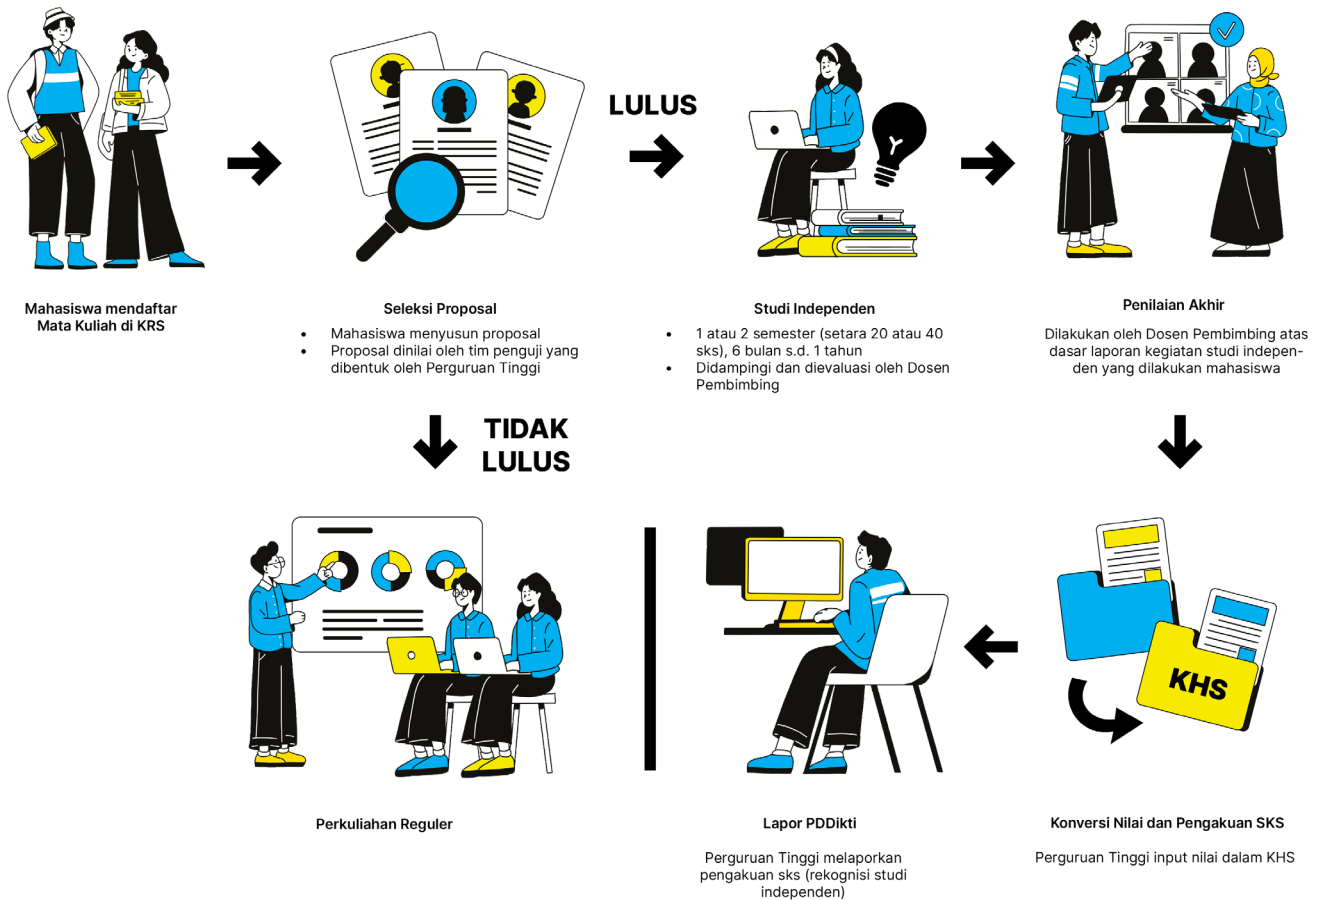 LULUS
Mahasiswa mendaftar
Mata Kuliah di KRS
Seleksi Proposal
• Mahasiswa menyusun proposal
• Proposal dinilai oleh tim penguji yang
dibentuk oleh Perguruan Tinggi
Studi Independen
• 1 atau 2 semester (setara 20 atau 40
sks), 6 bulan s.d. 1 tahun
• Didampingi dan dievaluasi oleh Dosen
Pembimbing
Penilaian Akhir
Dilakukan oleh Dosen Pembimbing atas
dasar laporan kegiatan studi indepen-
den yang dilakukan mahasiswa
TIDAK
LULUS
KHS
Perkuliahan Reguler
Lapor PDDikti
Perguruan Tinggi melaporkan
pengakuan sks (rekognisi studi
independen)
Konversi Nilai dan Pengakuan SKS
Perguruan Tinggi input nilai dalam KHS